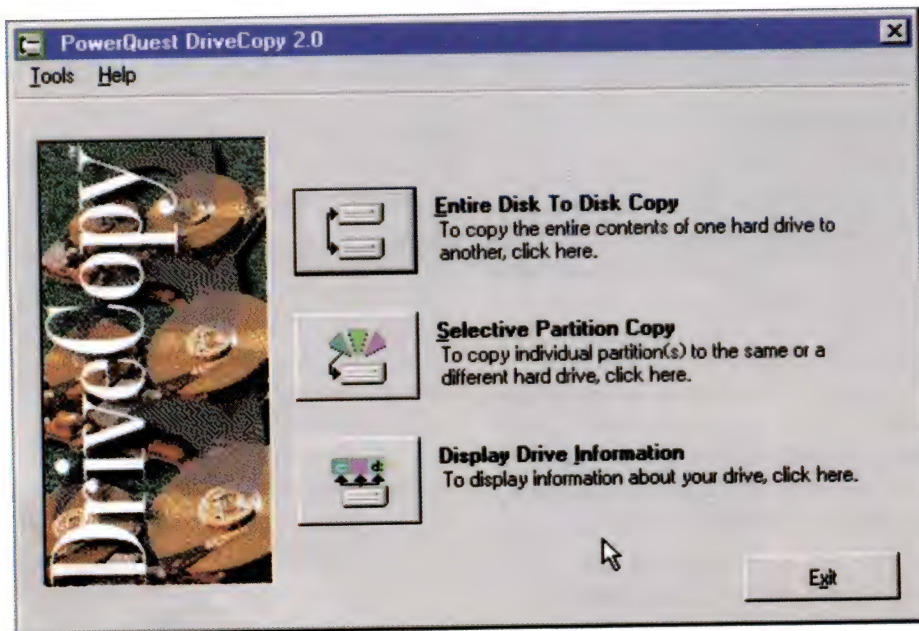 PowerQuest DriveCopy 2.0
Tools Help
DriveCopy
Entire Disk To Disk Copy
To copy the entire contents of one hard drive to
another, click here.
Selective Partition Copy
To copy individual partition(s) to the same or a
different hard drive, click here.
Display Drive Information
To display information about your drive, click here.
Exit